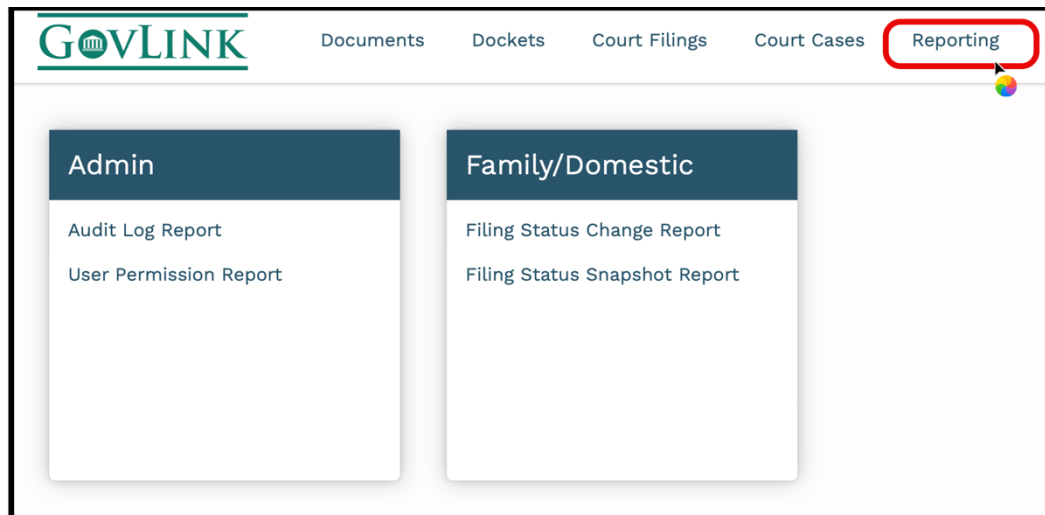 GOVLINK Documents Dockets Court Filings Court Cases Reporting
Admin
Audit Log Report
User Permission Report
Family/Domestic
Filing Status Change Report
Filing Status Snapshot Report